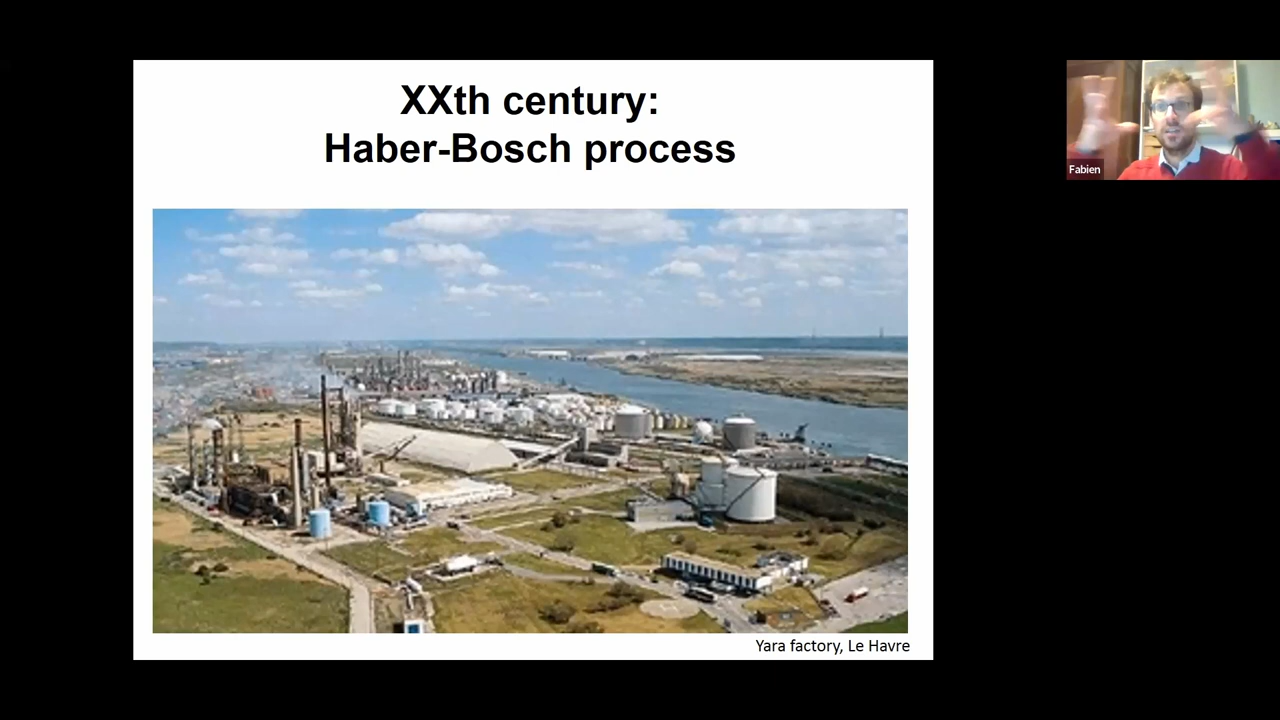 XXth century:
Haber-Bosch process
Fabien
Yara factory, Le Havre